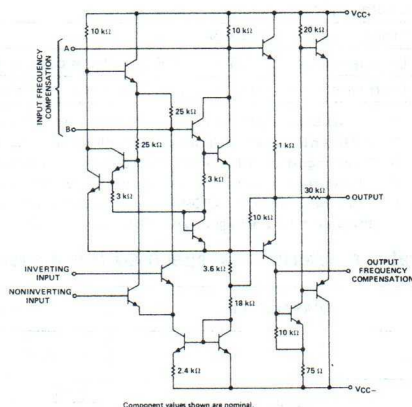 VCC+
10 kΩ
10 kΩ
20 kΩ
A
INPUT FREQUENCY
COMPENSATION
25 kΩ
B
25 kΩ
1 kΩ
3 kΩ
3 kΩ
30 kΩ
OUTPUT
10 kΩ
INVERTING
INPUT
3.6 kΩ
OUTPUT
FREQUENCY
COMPENSATION
NONINVERTING
INPUT
18 kΩ
10 kΩ
2.4 kΩ
75 Ω
VCC−
Component values shown are nominal.